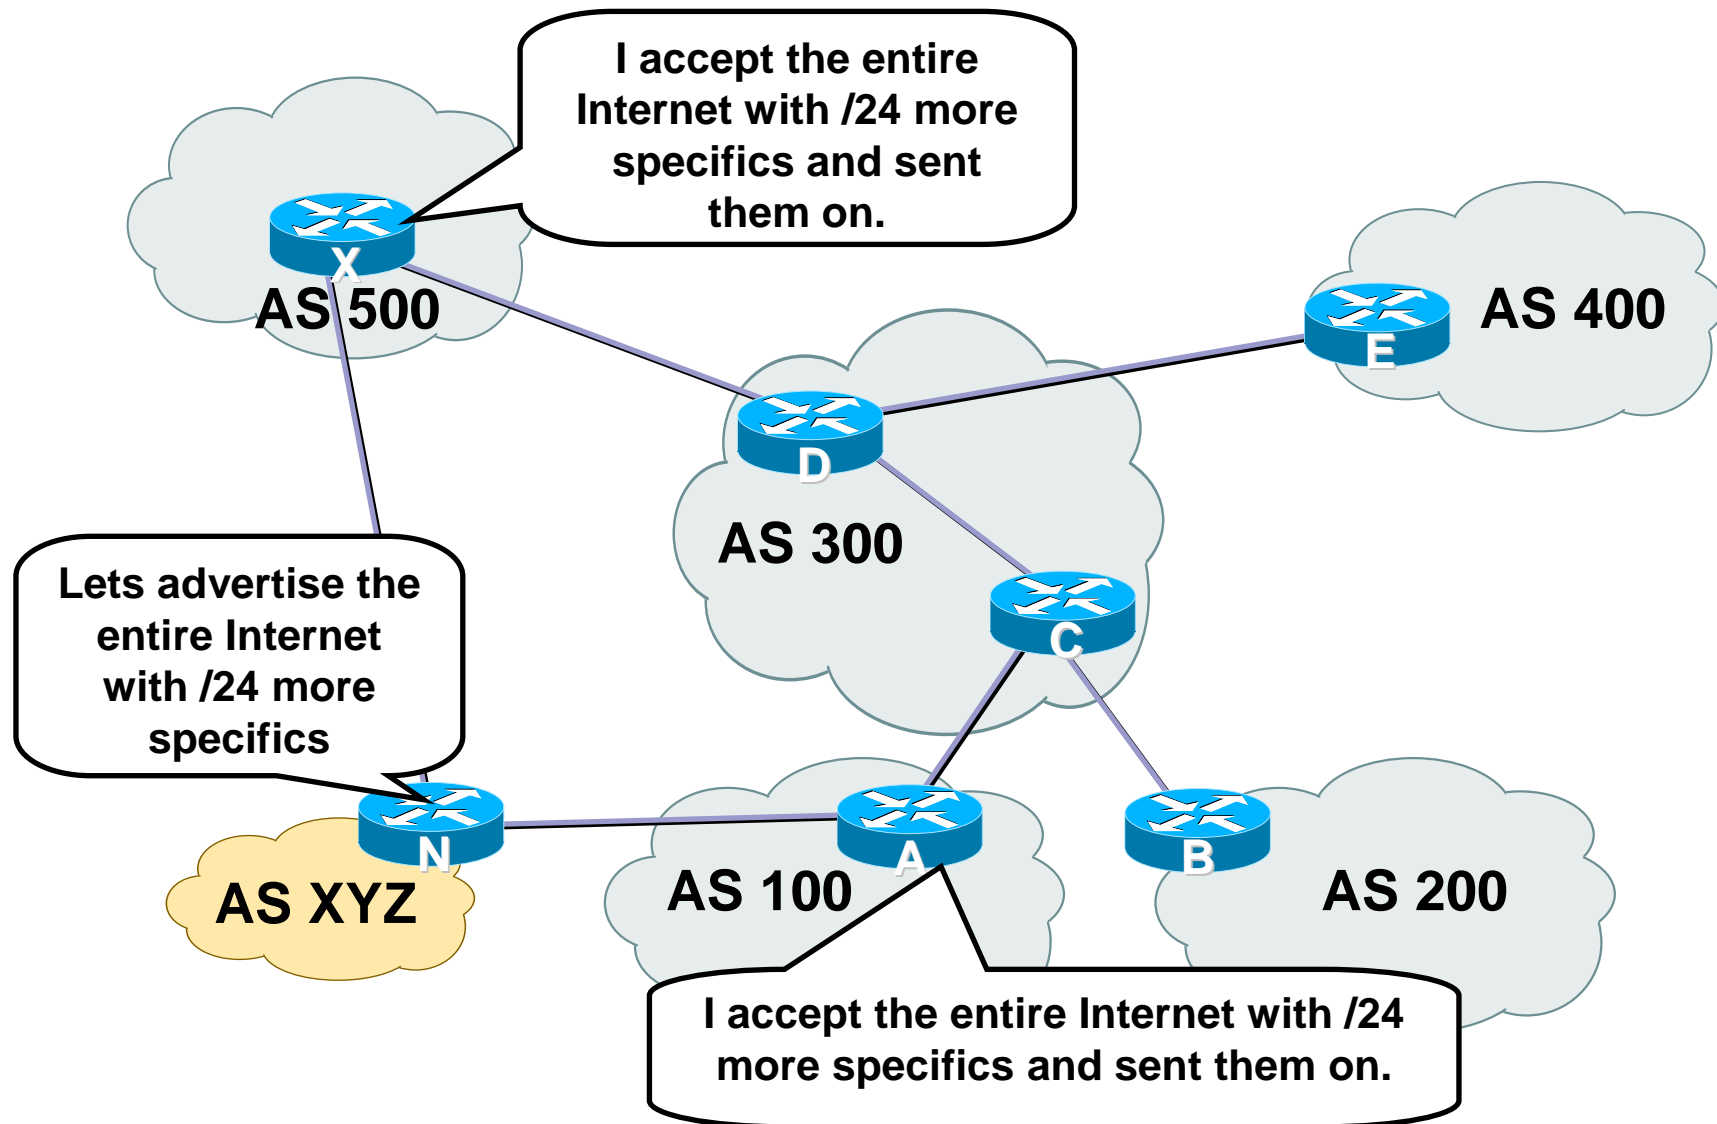 I accept the entire
Internet with /24 more
specifics and sent
them on.
X
AS 500
E
AS 400
D
AS 300
C
Lets advertise the
entire Internet
with /24 more
specifics
N
AS XYZ
A
AS 100
B
AS 200
I accept the entire Internet with /24
more specifics and sent them on.